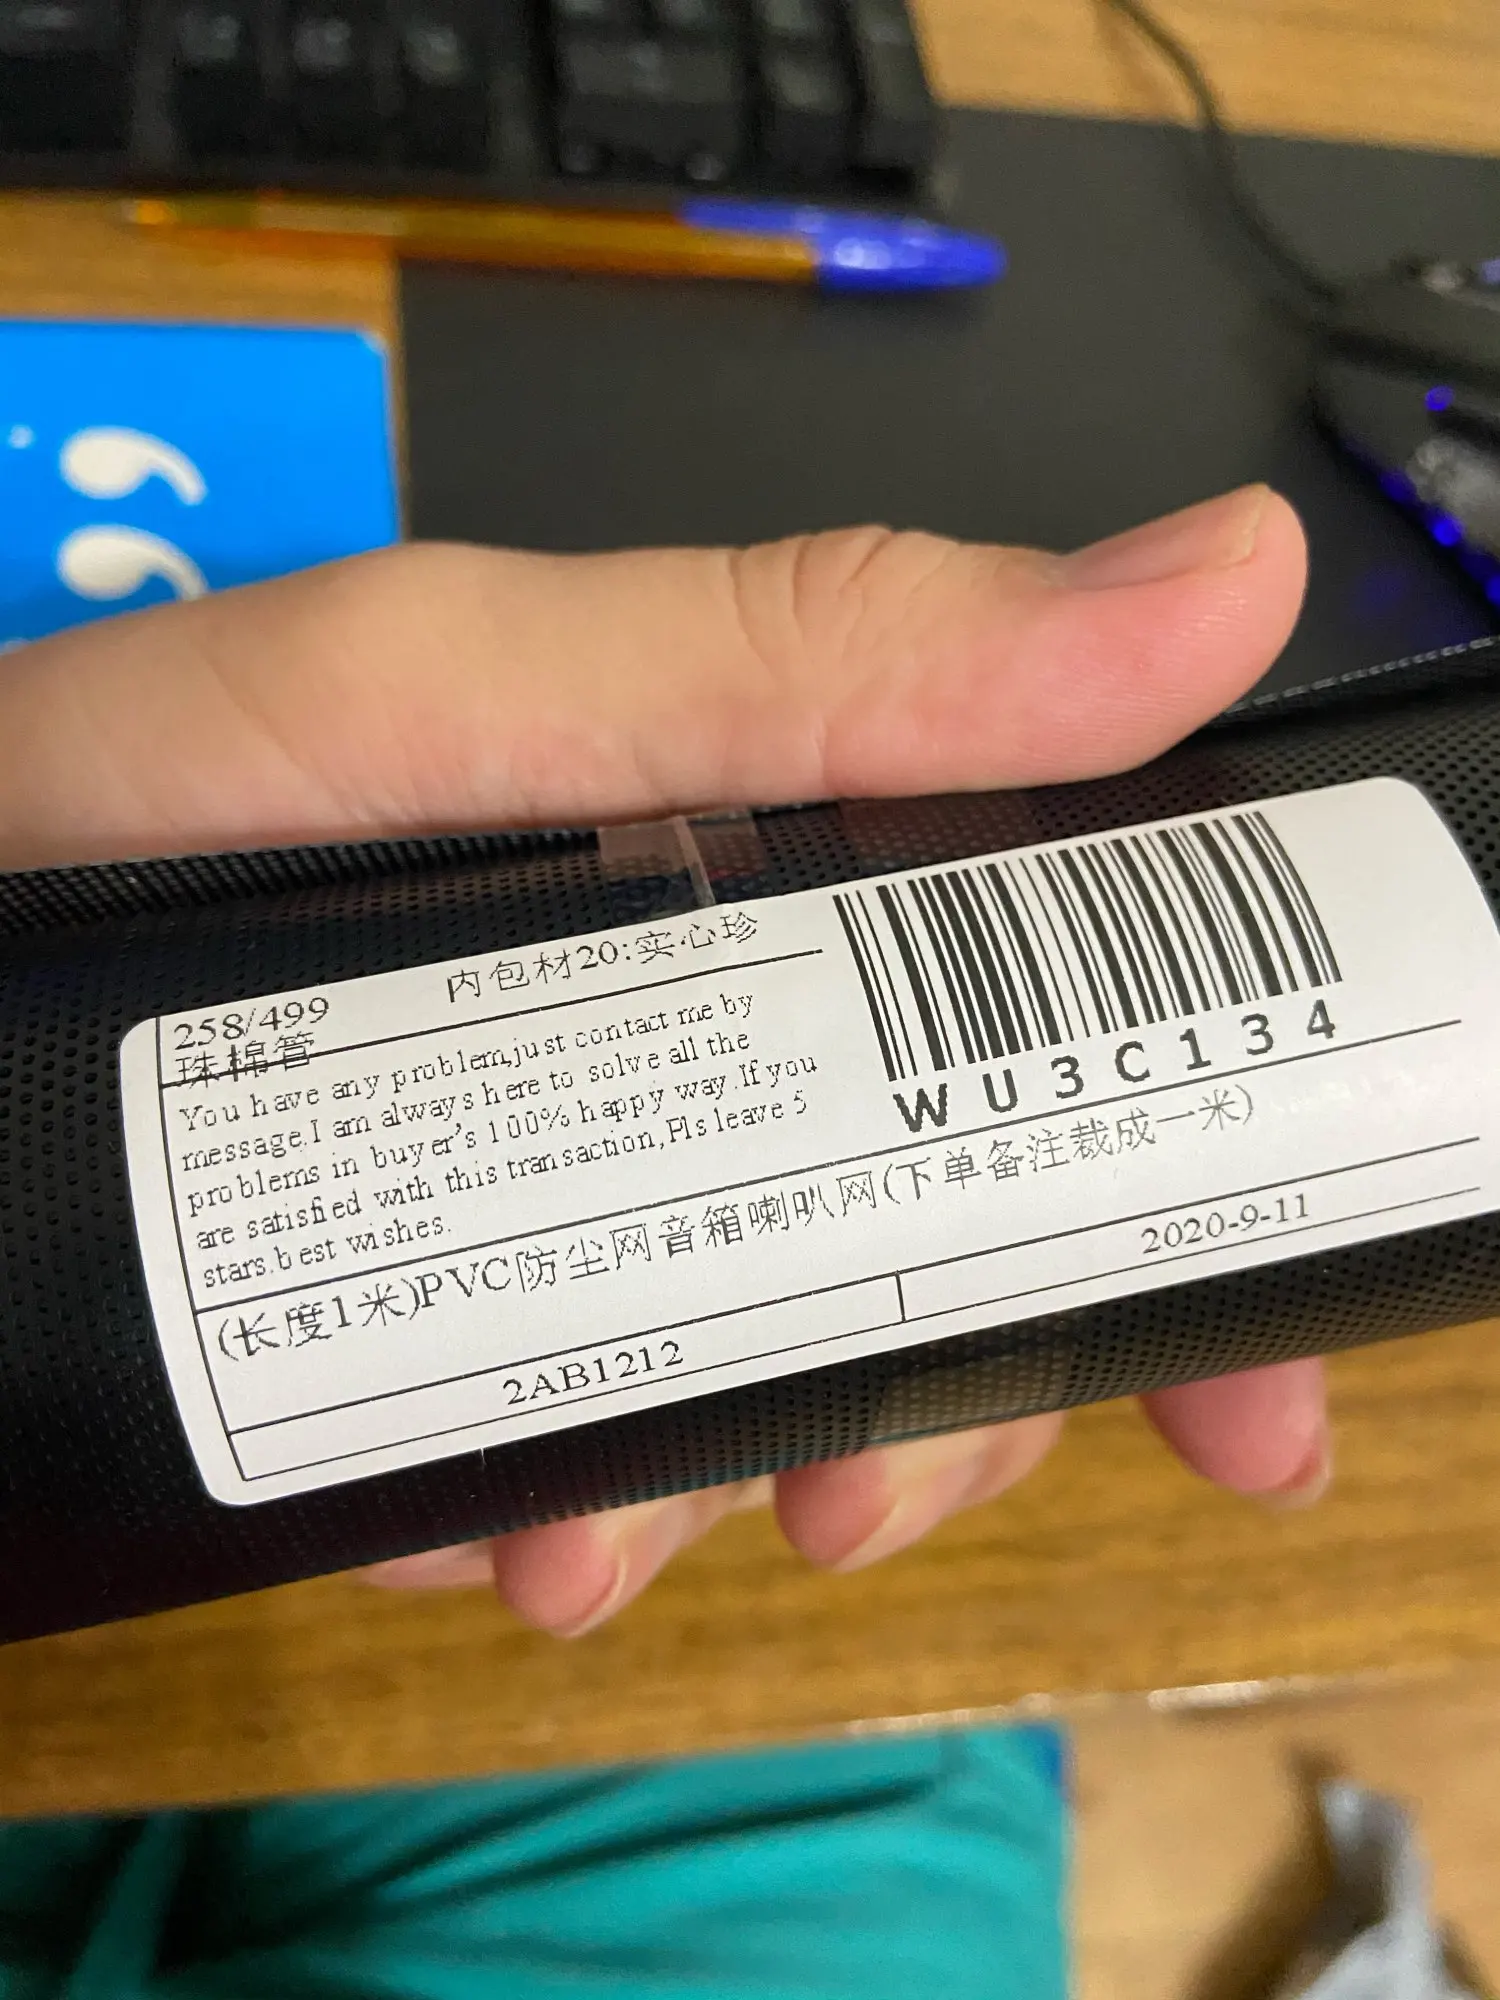 258/499 内包材20:实心珍
珠棉管
You have any problem,just contact me by
message.I am always here to solve all the
problems in buyer's 100% happy way.If you
are satisfied with this transaction,Pls leave 5
stars.best wishes.
WU3C134
(长度1米)PVC防尘网音箱喇叭网(下单备注裁成一米)
2020-9-11
2AB1212